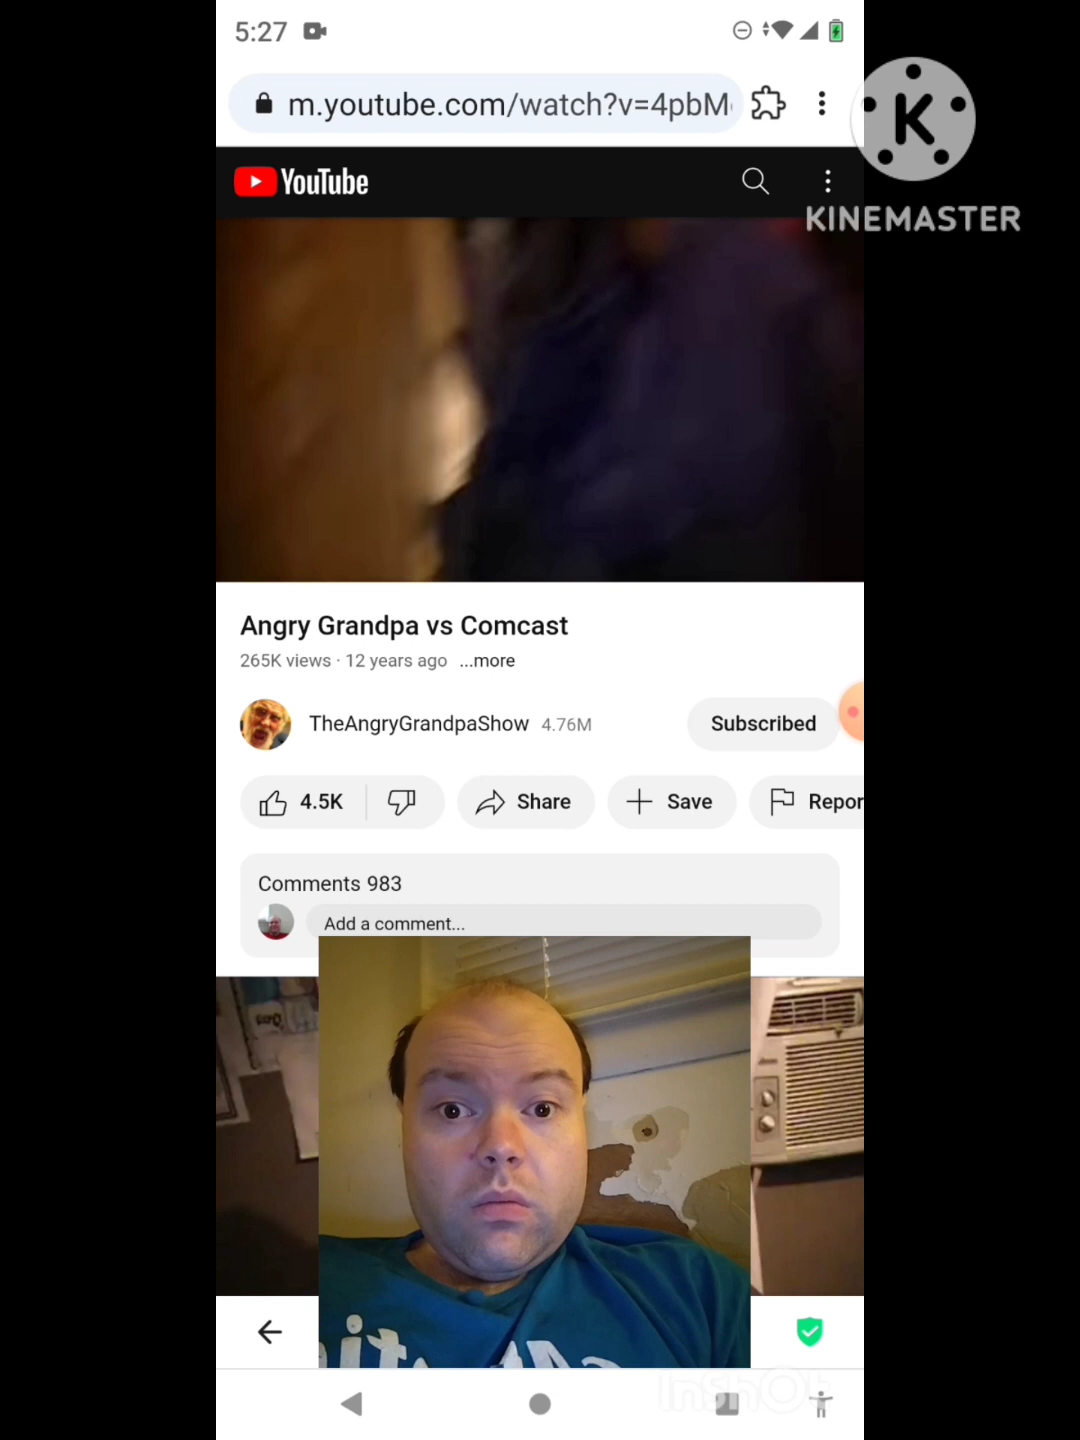 5:27
m.youtube.com/watch?v=4pbM
K
KINEMASTER
YouTube
Angry Grandpa vs Comcast
265K views · 12 years ago ...more
TheAngryGrandpaShow 4.76M
Subscribed
4.5K
Share
Save
Repor
Comments 983
Add a comment...
InShOt